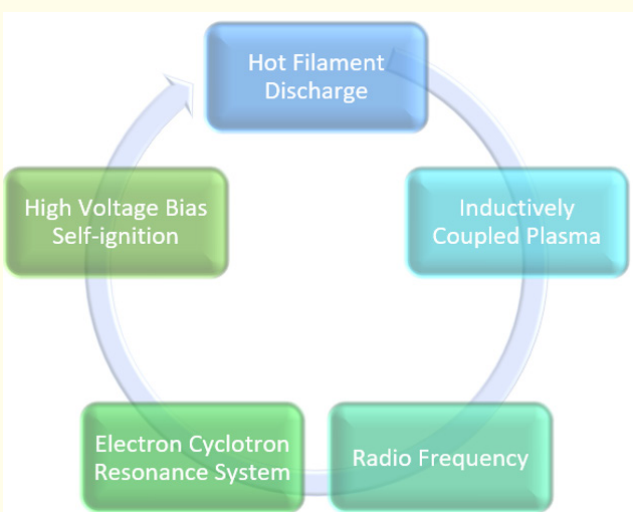 Hot Filament
Discharge
Inductively
Coupled Plasma
Radio Frequency
Electron Cyclotron
Resonance System
High Voltage Bias
Self-ignition